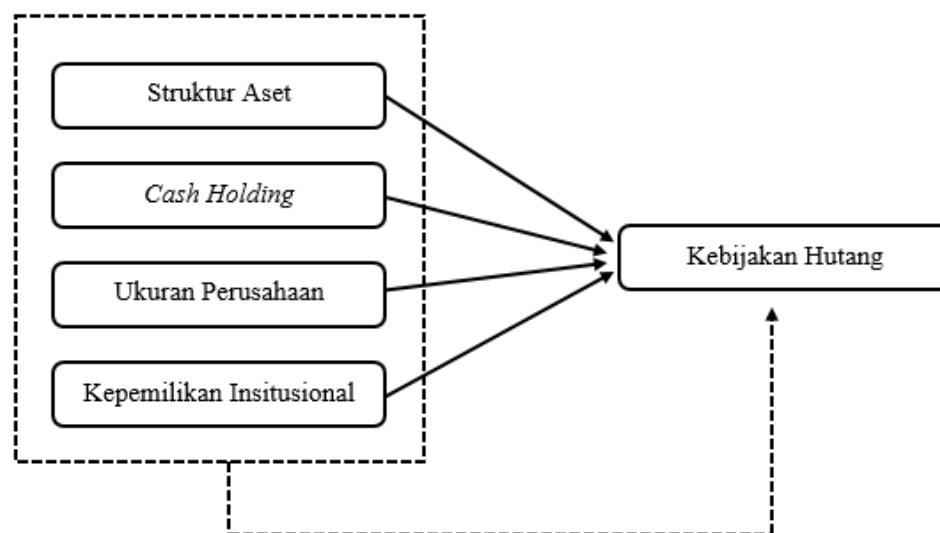 Struktur Aset
Cash Holding
Ukuran Perusahaan
Kepemilikan Insitusional
Kebijakan Hutang